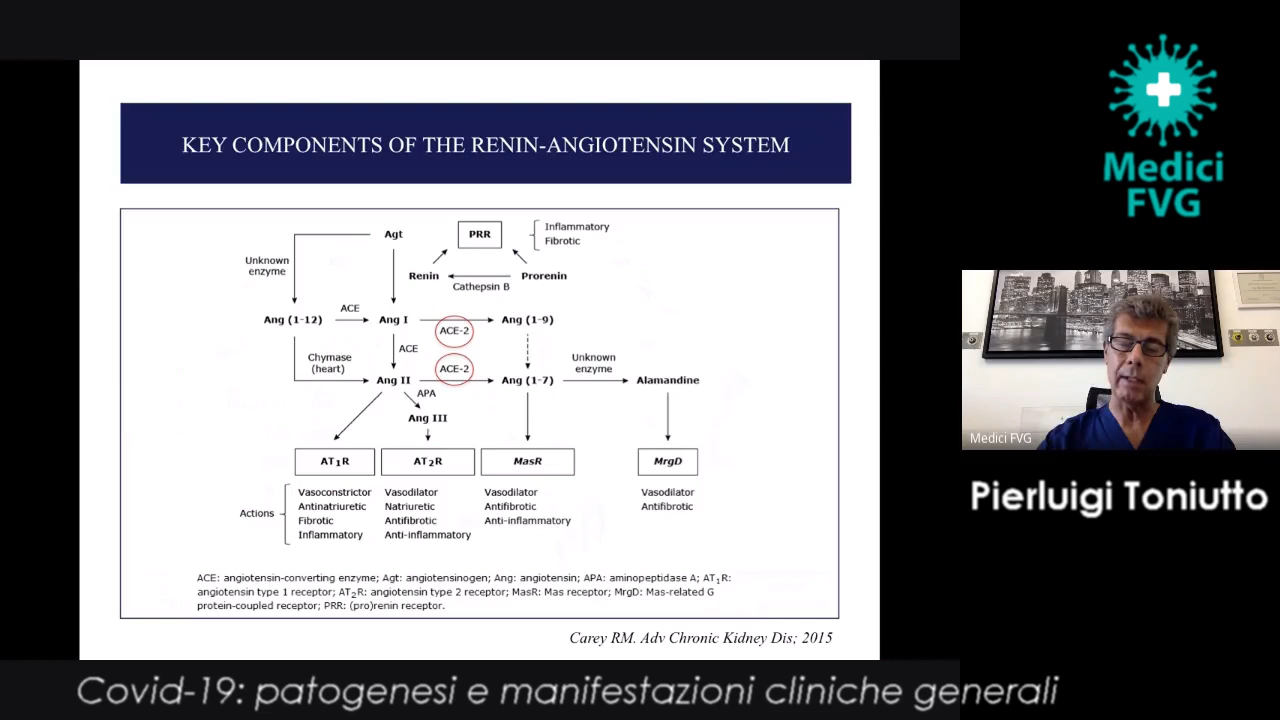 KEY COMPONENTS OF THE RENIN-ANGIOTENSIN SYSTEM
Agt
PRR
Inflammatory
Fibrotic
Unknown
enzyme
Renin
Prorenin
Cathepsin B
Ang (1-12)
ACE
Ang I
ACE-2
Ang (1-9)
ACE
Chymase
(heart)
ACE-2
Unknown
enzyme
Ang II
Ang (1-7)
Alamandine
APA
Ang III
AT1R
AT2R
MasR
MrgD
Actions
Vasoconstrictor
Antinatriuretic
Fibrotic
Inflammatory
Vasodilator
Natriuretic
Antifibrotic
Anti-inflammatory
Vasodilator
Antifibrotic
Anti-inflammatory
Vasodilator
Antifibrotic
ACE: angiotensin-converting enzyme; Agt: angiotensinogen; Ang: angiotensin; APA: aminopeptidase A; AT1R:
angiotensin type 1 receptor; AT2R: angiotensin type 2 receptor; MasR: Mas receptor; MrgD: Mas-related G
protein-coupled receptor; PRR: (pro)renin receptor.
Carey RM. Adv Chronic Kidney Dis; 2015
Medici
FVG
Medici FVG
Pierluigi Toniutto
Covid-19: patogenesi e manifestazioni cliniche generali